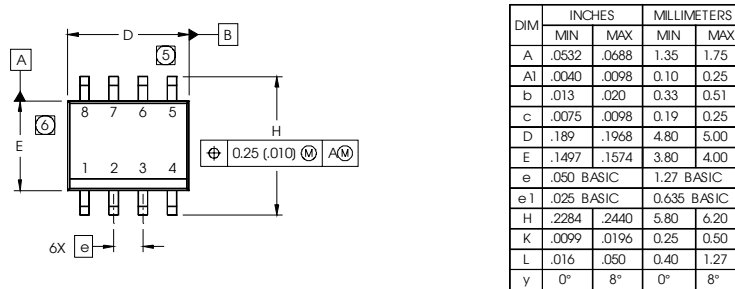 D
B
5
A
8 7 6 5
6
E
H
⌖ 0.25 (.010) Ⓜ AⓂ
1 2 3 4
6X e
DIM INCHES MILLIMETERS
MIN MAX MIN MAX
A .0532 .0688 1.35 1.75
A1 .0040 .0098 0.10 0.25
b .013 .020 0.33 0.51
c .0075 .0098 0.19 0.25
D .189 .1968 4.80 5.00
E .1497 .1574 3.80 4.00
e .050 BASIC 1.27 BASIC
e1 .025 BASIC 0.635 BASIC
H .2284 .2440 5.80 6.20
K .0099 .0196 0.25 0.50
L .016 .050 0.40 1.27
y 0° 8° 0° 8°